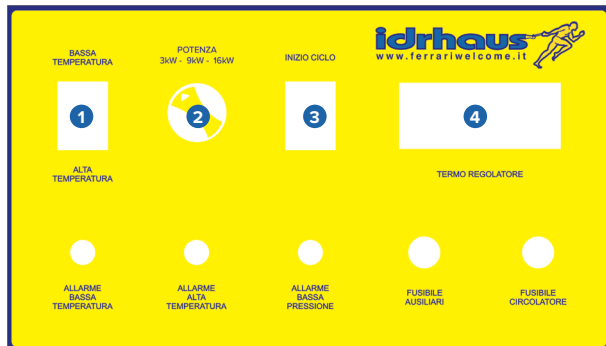 idrhaus
www.ferrariwelcome.it
BASSA
TEMPERATURA
POTENZA
3kW - 9kW - 16kW
INIZIO CICLO
1
2
3
4
ALTA
TEMPERATURA
TERMO REGOLATORE
ALLARME
BASSA
TEMPERATURA
ALLARME
ALTA
TEMPERATURA
ALLARME
BASSA
PRESSIONE
FUSIBILE
AUSILIARI
FUSIBILE
CIRCOLATORE